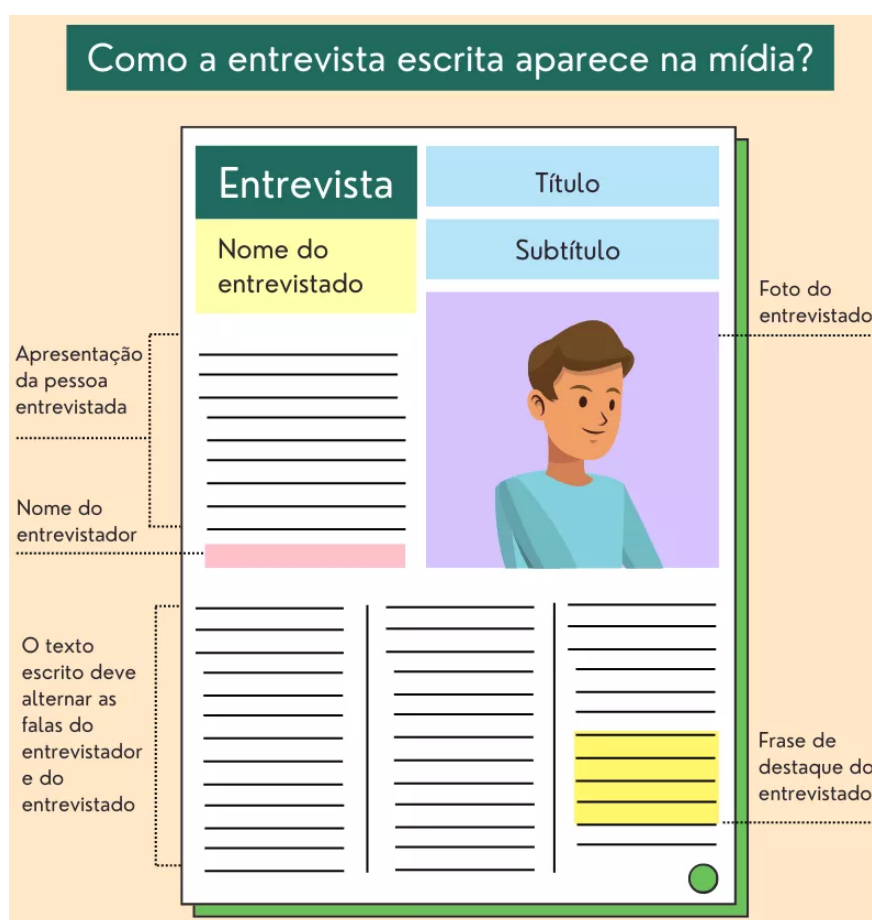 Como a entrevista escrita aparece na mídia?
Entrevista
Título
Nome do
entrevistado
Subtítulo
Foto do
entrevistado
Apresentação
da pessoa
entrevistada
Nome do
entrevistador
O texto
escrito deve
alternar as
falas do
entrevistador
e do
entrevistado
Frase de
destaque do
entrevistado